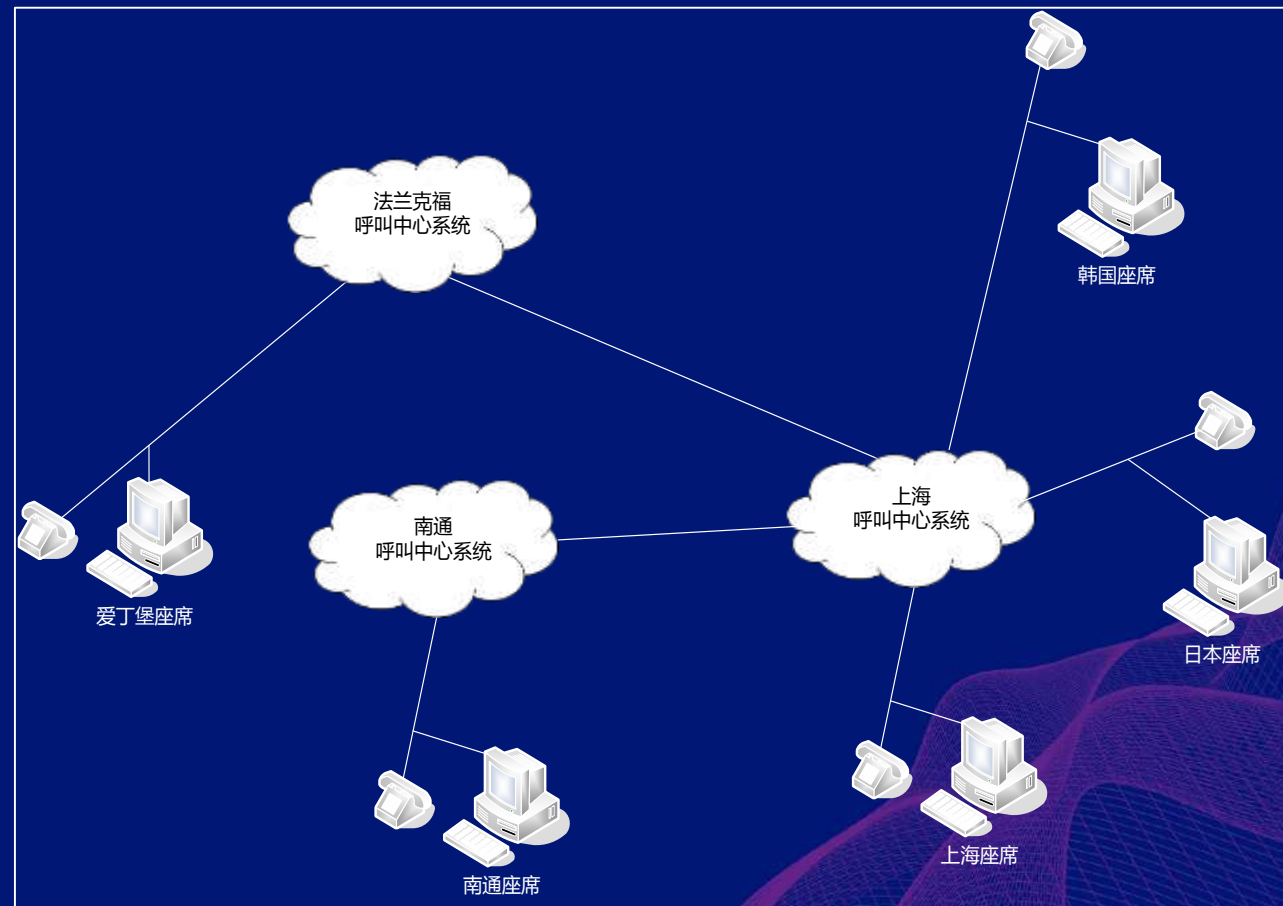 法兰克福
呼叫中心系统
韩国座席
上海
呼叫中心系统
南通
呼叫中心系统
爱丁堡座席
日本座席
上海座席
南通座席